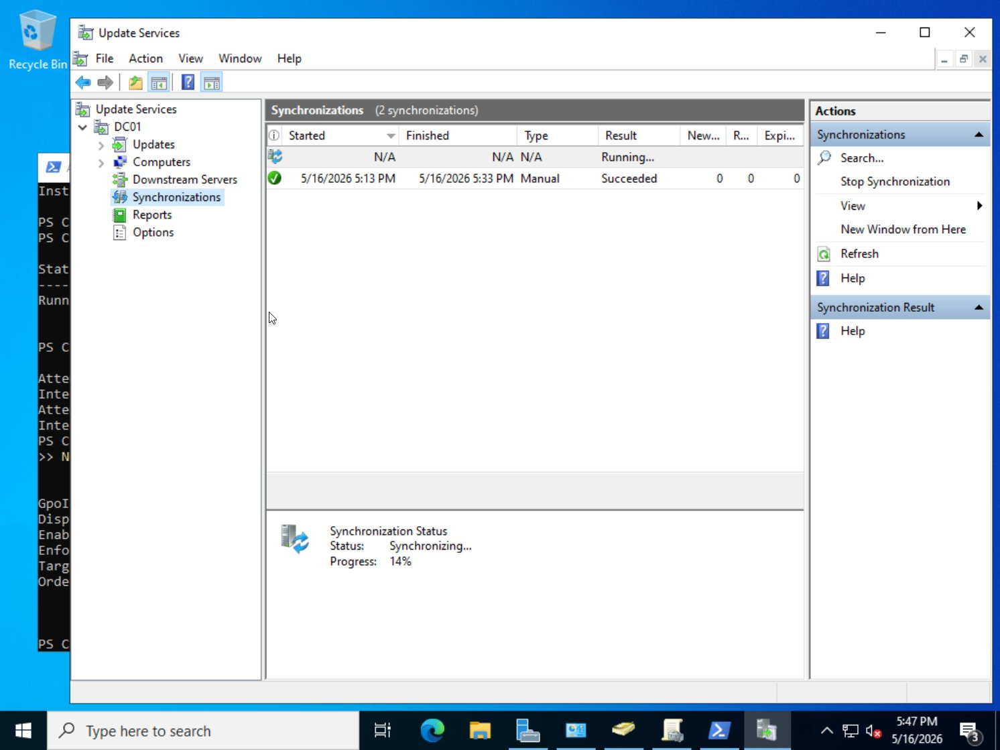 Recycle Bin
Update Services
File Action View Window Help
Update Services
DC01
Updates
Computers
Downstream Servers
Synchronizations
Reports
Options
Synchronizations (2 synchronizations)
Started Finished Type Result New... R... Expi...
N/A N/A N/A Running...
5/16/2026 5:13 PM 5/16/2026 5:33 PM Manual Succeeded 0 0 0
Synchronization Status
Status: Synchronizing...
Progress: 14%
Actions
Synchronizations
Search...
Stop Synchronization
View
New Window from Here
Refresh
Help
Synchronization Result
Help
Inst
PS C
PS C
Stat
----
Runn
PS C
Atte
Inte
Atte
Inte
PS C
>> N
GpoI
Disp
Enab
Enfo
Targ
Orde
PS C
Type here to search
5:47 PM
5/16/2026
3